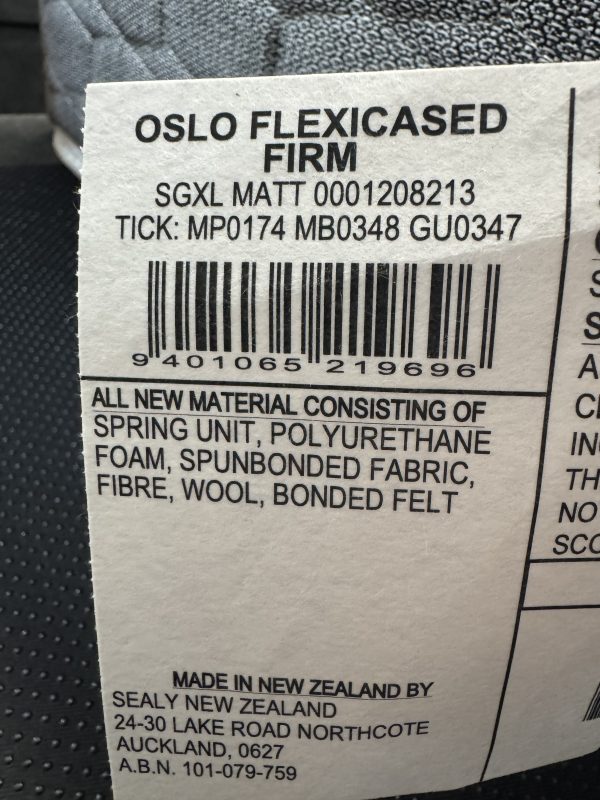 OSLO FLEXICASED
FIRM
SGXL MATT 0001208213
TICK: MP0174 MB0348 GU0347
9 401065 219696
ALL NEW MATERIAL CONSISTING OF
SPRING UNIT, POLYURETHANE
FOAM, SPUNBONDED FABRIC,
FIBRE, WOOL, BONDED FELT
MADE IN NEW ZEALAND BY
SEALY NEW ZEALAND
24-30 LAKE ROAD NORTHCOTE
AUCKLAND, 0627
A.B.N. 101-079-759